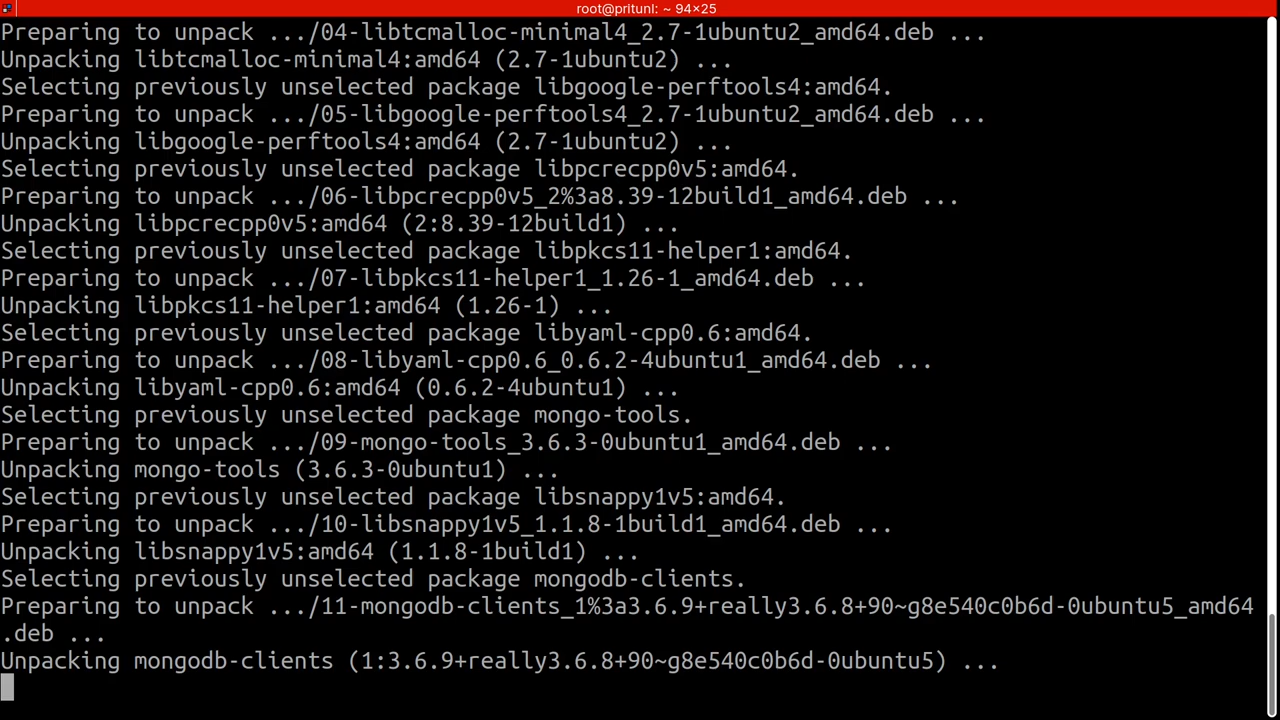 root@pritunl: ~ 94×25
Preparing to unpack .../04-libtcmalloc-minimal4_2.7-1ubuntu2_amd64.deb ...
Unpacking libtcmalloc-minimal4:amd64 (2.7-1ubuntu2) ...
Selecting previously unselected package libgoogle-perftools4:amd64.
Preparing to unpack .../05-libgoogle-perftools4_2.7-1ubuntu2_amd64.deb ...
Unpacking libgoogle-perftools4:amd64 (2.7-1ubuntu2) ...
Selecting previously unselected package libpcrecpp0v5:amd64.
Preparing to unpack .../06-libpcrecpp0v5_2%3a8.39-12build1_amd64.deb ...
Unpacking libpcrecpp0v5:amd64 (2:8.39-12build1) ...
Selecting previously unselected package libpkcs11-helper1:amd64.
Preparing to unpack .../07-libpkcs11-helper1_1.26-1_amd64.deb ...
Unpacking libpkcs11-helper1:amd64 (1.26-1) ...
Selecting previously unselected package libyaml-cpp0.6:amd64.
Preparing to unpack .../08-libyaml-cpp0.6_0.6.2-4ubuntu1_amd64.deb ...
Unpacking libyaml-cpp0.6:amd64 (0.6.2-4ubuntu1) ...
Selecting previously unselected package mongo-tools.
Preparing to unpack .../09-mongo-tools_3.6.3-0ubuntu1_amd64.deb ...
Unpacking mongo-tools (3.6.3-0ubuntu1) ...
Selecting previously unselected package libsnappy1v5:amd64.
Preparing to unpack .../10-libsnappy1v5_1.1.8-1build1_amd64.deb ...
Unpacking libsnappy1v5:amd64 (1.1.8-1build1) ...
Selecting previously unselected package mongodb-clients.
Preparing to unpack .../11-mongodb-clients_1%3a3.6.9+really3.6.8+90~g8e540c0b6d-0ubuntu5_amd64
.deb ...
Unpacking mongodb-clients (1:3.6.9+really3.6.8+90~g8e540c0b6d-0ubuntu5) ...